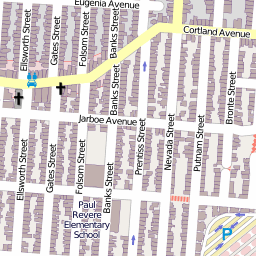 Eugenia Avenue
Cortland Avenue
Ellsworth Street
Gates Street
Folsom Street
Banks Street
Banks Street
Bronte Street
Jarboe Avenue
Prentiss Street
Nevada Street
Putnam Street
Ellsworth Street
Gates Street
Folsom Street
Banks Street
Paul
Revere
Elementary
School
P